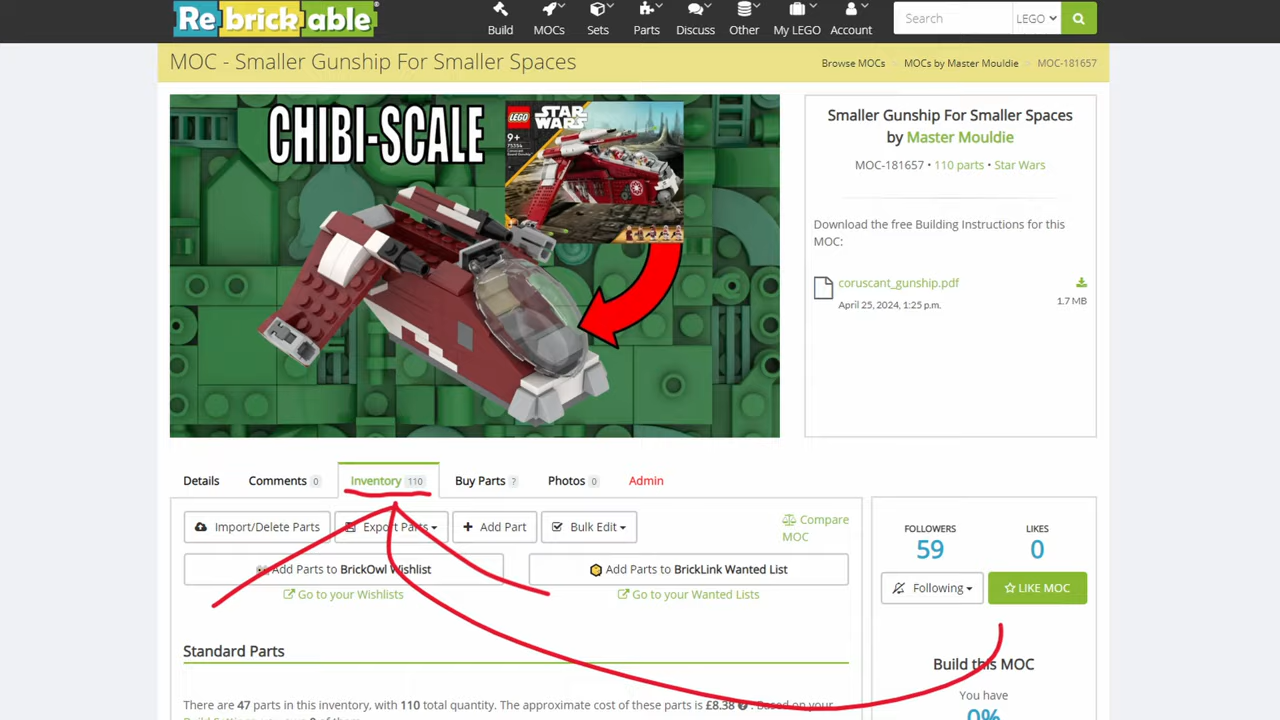 Rebrickable
Build MOCs Sets Parts Discuss Other My LEGO Account
Search LEGO
MOC - Smaller Gunship For Smaller Spaces
Browse MOCs MOCs by Master Mouldie MOC-181657
CHIBI-SCALE
LEGO STAR WARS
9+
75354
Smaller Gunship For Smaller Spaces
by Master Mouldie
MOC-181657 • 110 parts • Star Wars
Download the free Building Instructions for this
MOC:
coruscant_gunship.pdf
April 25, 2024, 1:25 p.m. 1.7 MB
Details Comments 0 Inventory 110 Buy Parts ? Photos 0 Admin
Import/Delete Parts Export Parts Add Part Bulk Edit Compare
MOC
Add Parts to BrickOwl Wishlist Add Parts to BrickLink Wanted List
Go to your Wishlists Go to your Wanted Lists
FOLLOWERS LIKES
59 0
Following LIKE MOC
Standard Parts
Build this MOC
You have
0%
There are 47 parts in this inventory, with 110 total quantity. The approximate cost of these parts is £8.38 ? . Based on your